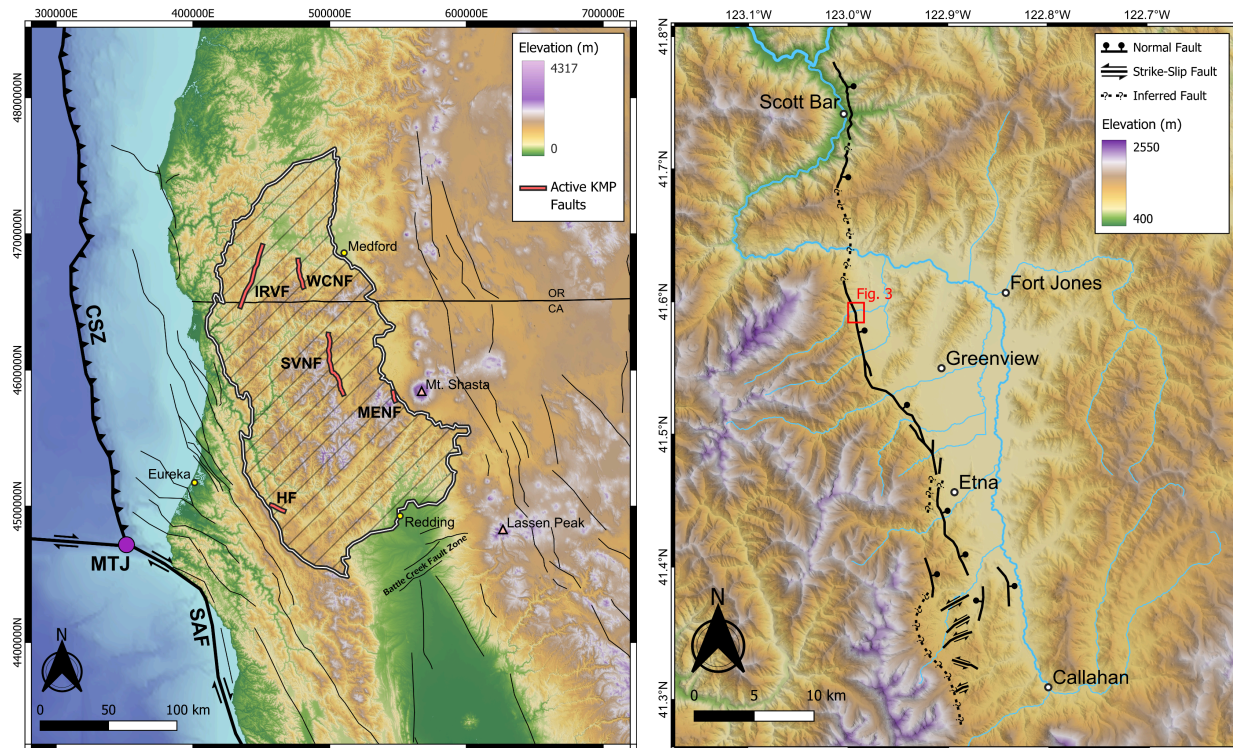 300000E
400000E
500000E
600000E
700000E
4800000N
4700000N
4600000N
4500000N
4400000N
Elevation (m)
4317
0
Active KMP
Faults
Medford
IRVF
WCNF
OR
CA
CSZ
SVNF
Mt. Shasta
MENF
Eureka
HF
Redding
Lassen Peak
MTJ
Battle Creek Fault Zone
SAF
N
0
50
100 km
123.1°W
123.0°W
122.9°W
122.8°W
122.7°W
41.8°N
41.7°N
41.6°N
41.5°N
41.4°N
41.3°N
Normal Fault
Strike-Slip Fault
Inferred Fault
Elevation (m)
2550
400
Scott Bar
Fort Jones
Fig. 3
Greenview
Etna
Callahan
N
0
5
10 km